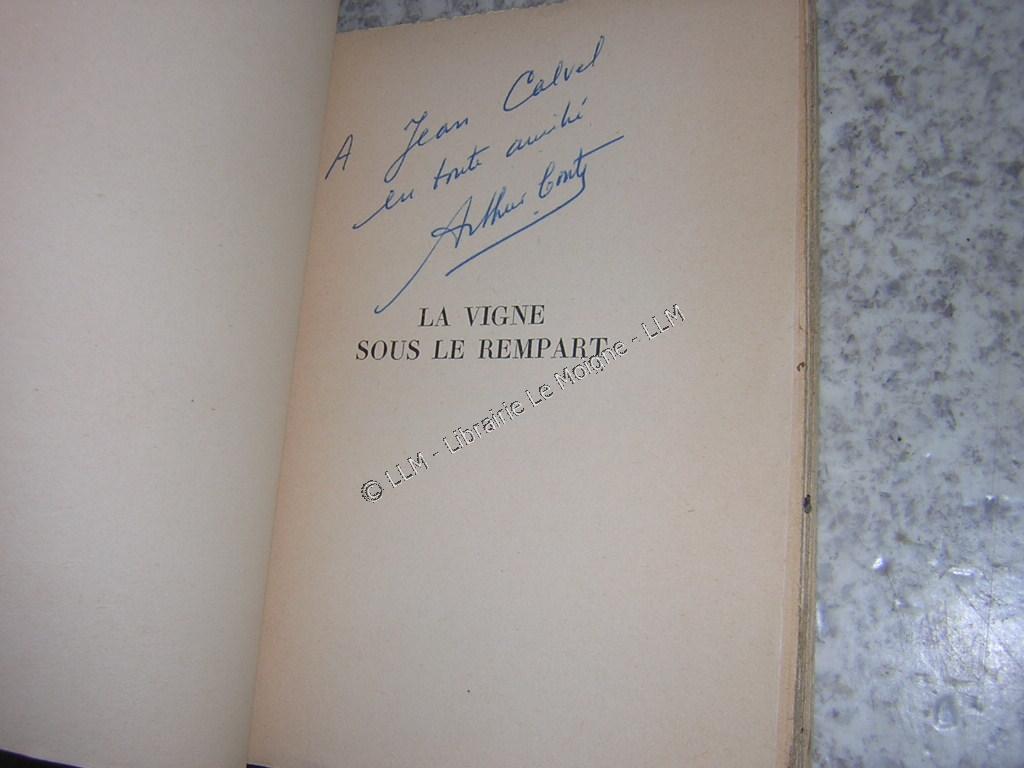 A Jean Calvel
en toute amitié
Arthur Conte
LA VIGNE
SOUS LE REMPART
© LLM - Librairie Le Moigne - LLM